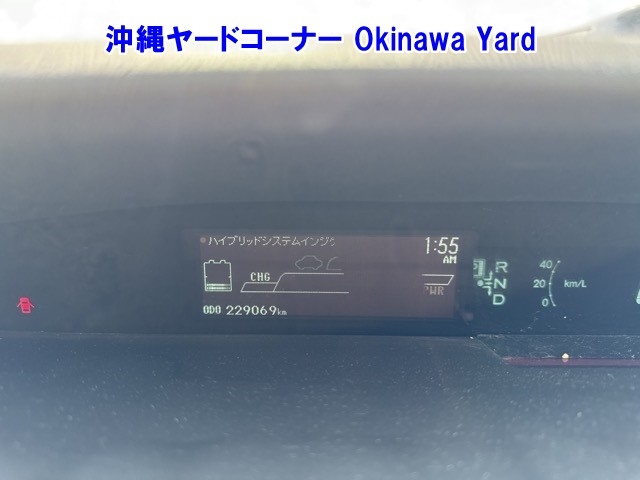 沖縄ヤードコーナー Okinawa Yard
ハイブリッドシステムインジケ
1:55
AM
CHG
PWR
ODO 229069km
P R
N
D
40
20
0
km/L